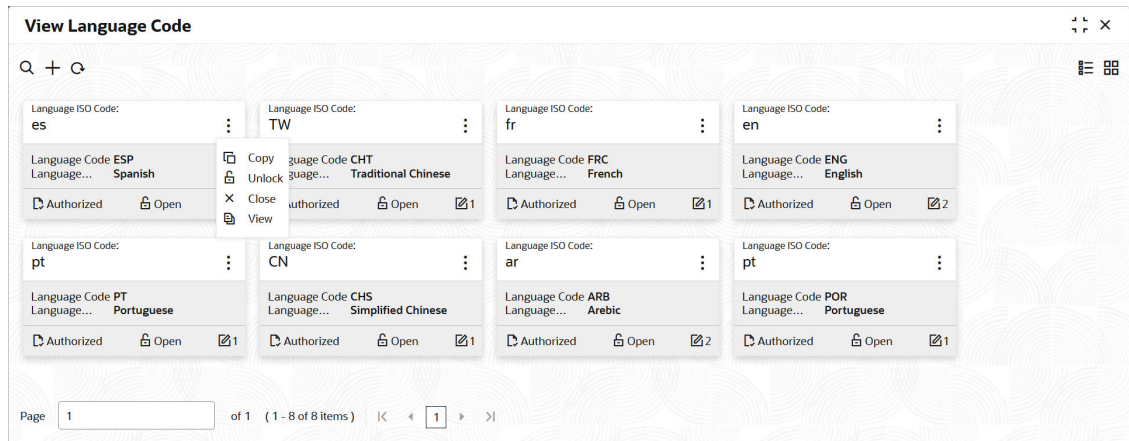 View Language Code
Language ISO Code:
es
Language Code ESP
Language... Spanish
Authorized Open
Copy
Unlock
Close
View
Language ISO Code:
TW
guage Code CHT
guage... Traditional Chinese
uthorized Open 1
Language ISO Code:
fr
Language Code FRC
Language... French
Authorized Open 1
Language ISO Code:
en
Language Code ENG
Language... English
Authorized Open 2
Language ISO Code:
pt
Language Code PT
Language... Portuguese
Authorized Open 1
Language ISO Code:
CN
Language Code CHS
Language... Simplified Chinese
Authorized Open 1
Language ISO Code:
ar
Language Code ARB
Language... Arebic
Authorized Open 2
Language ISO Code:
pt
Language Code POR
Language... Portuguese
Authorized Open 1
Page 1 of 1 ( 1 - 8 of 8 items ) 1